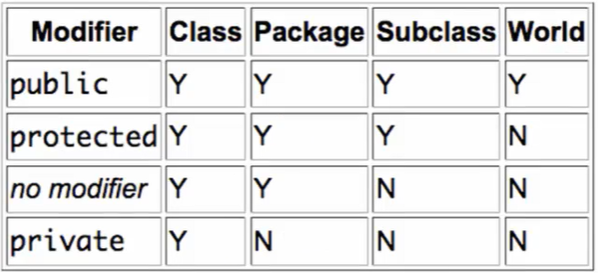 Modifier Class Package Subclass World
public Y Y Y Y
protected Y Y Y N
no modifier Y Y N N
private Y N N N